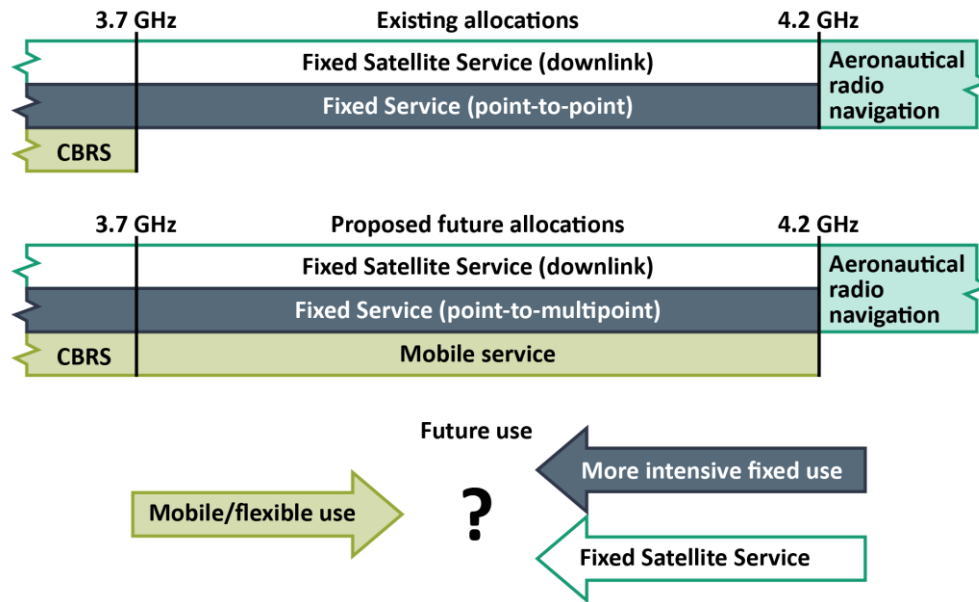 3.7 GHz Existing allocations 4.2 GHz
Fixed Satellite Service (downlink)
Fixed Service (point-to-point)
Aeronautical
radio
navigation
CBRS
3.7 GHz Proposed future allocations 4.2 GHz
Fixed Satellite Service (downlink)
Fixed Service (point-to-multipoint)
Aeronautical
radio
navigation
CBRS
Mobile service
Future use
Mobile/flexible use
?
More intensive fixed use
Fixed Satellite Service